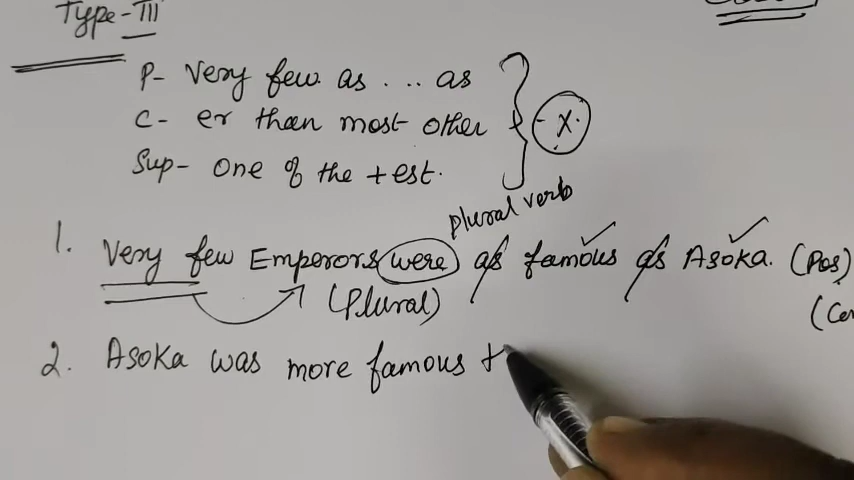 Type-III
P- Very few as ... as
C- er than most other
- X.
Sup- One of the + est.
plural verb
1. Very few Emperors were as famous as Asoka. (Pos)
(Plural)
2. Asoka was more famous